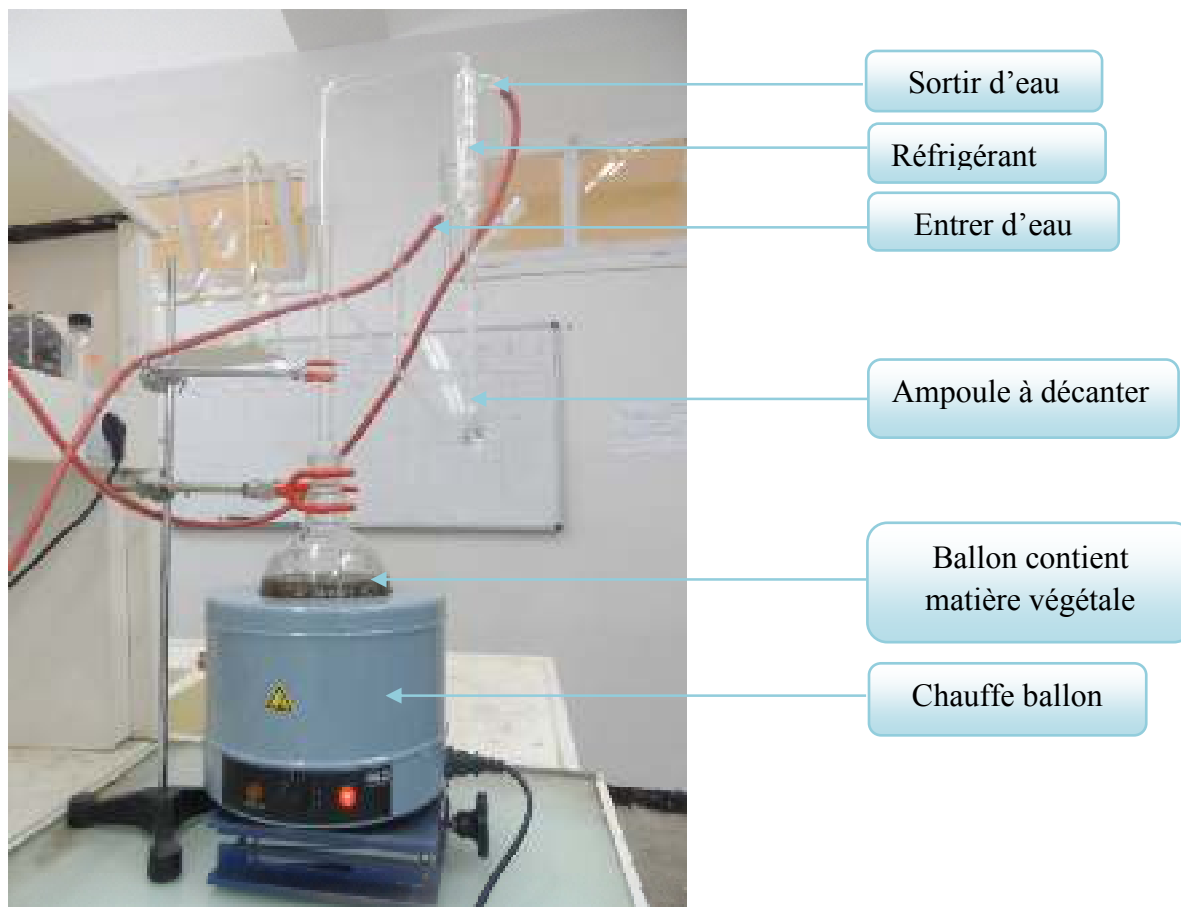 Sortir d'eau
Réfrigérant
Entrer d'eau
Ampoule à décanter
Ballon contient
matière végétale
Chauffe ballon